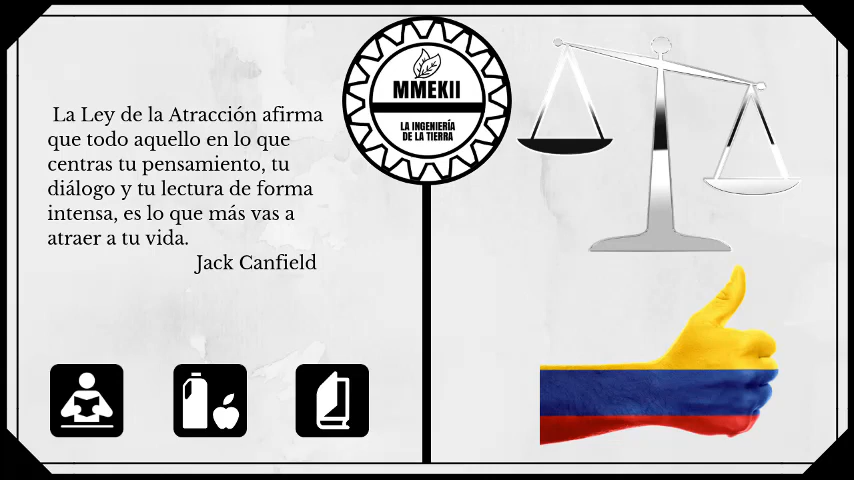 La Ley de la Atracción afirma
que todo aquello en lo que
centras tu pensamiento, tu
diálogo y tu lectura de forma
intensa, es lo que más vas a
atraer a tu vida.
Jack Canfield
MMEKII
LA INGENIERÍA
DE LA TIERRA